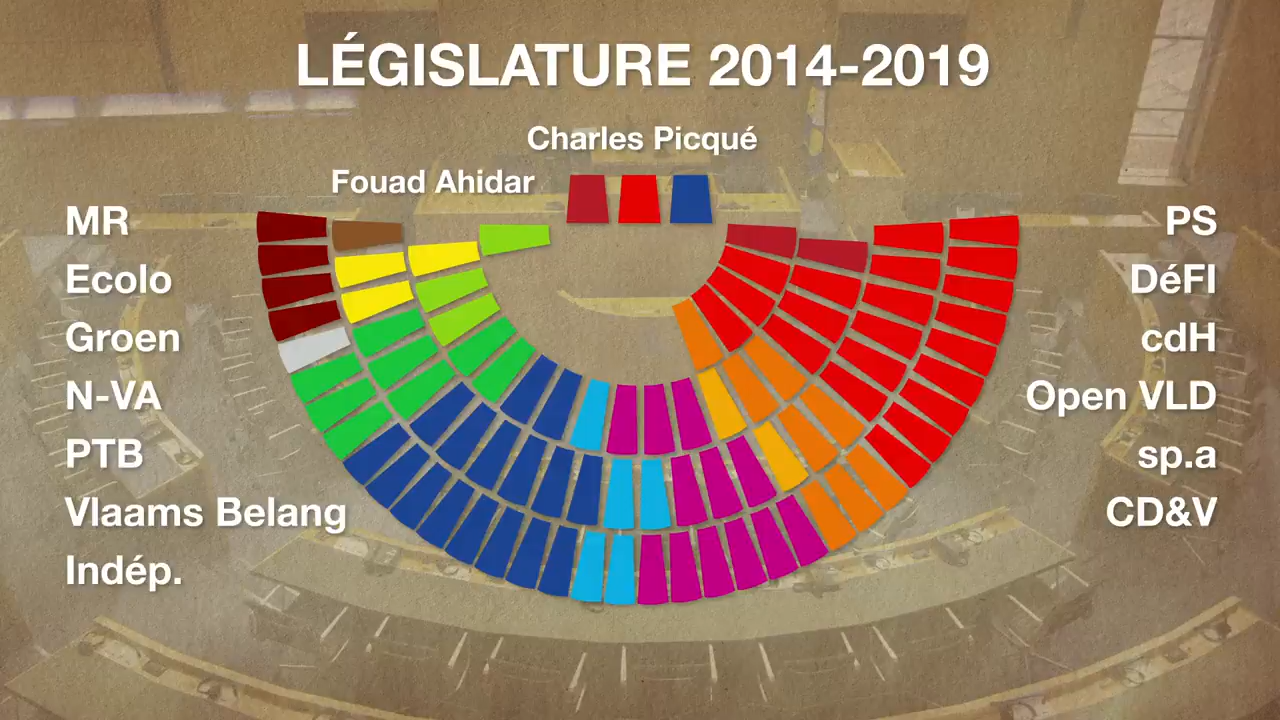 LÉGISLATURE 2014-2019
Charles Picqué
Fouad Ahidar
MR
Ecolo
Groen
N-VA
PTB
Vlaams Belang
Indép.
PS
DéFI
cdH
Open VLD
sp.a
CD&V